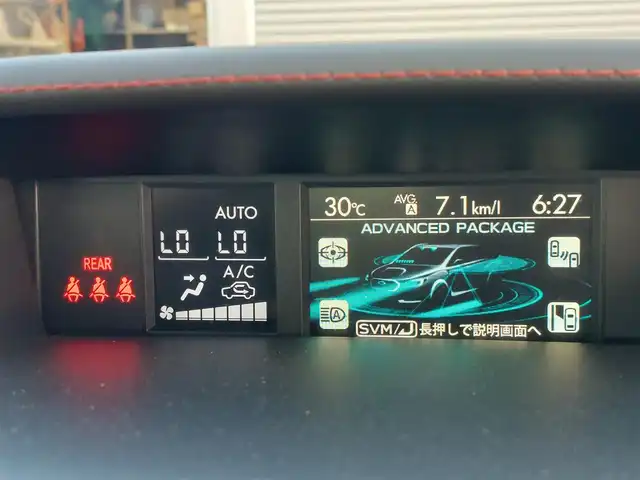 30℃ AVG. A 7.1km/l 6:27
ADVANCED PACKAGE
AUTO
LO LO
REAR
A/C
A
SVM/ 長押しで説明画面へ